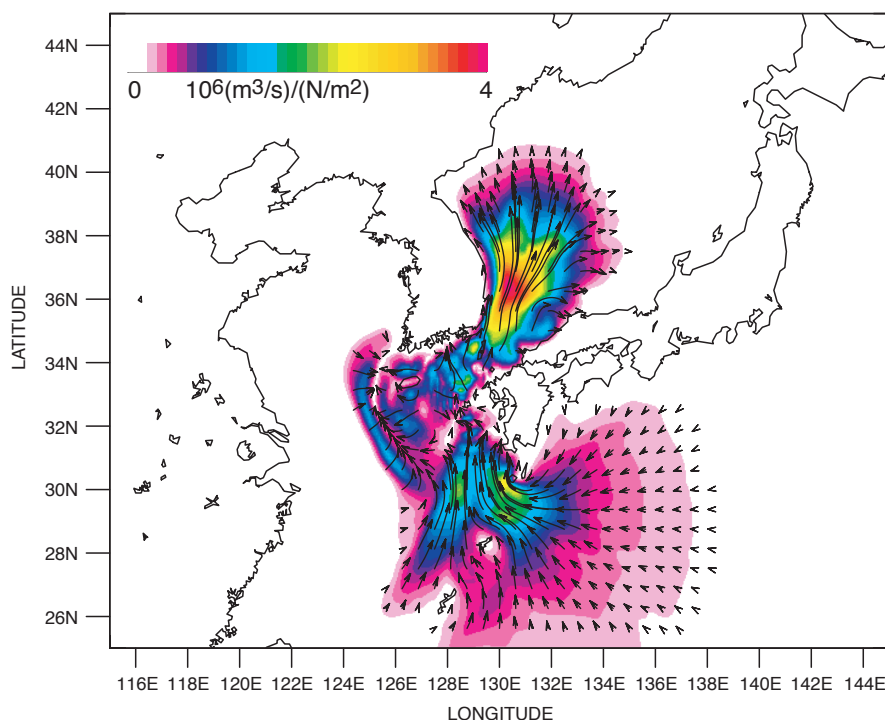 44N
42N
40N
38N
36N
34N
32N
30N
28N
26N
LATITUDE
0 10⁶(m³/s)/(N/m²) 4
116E 118E 120E 122E 124E 126E 128E 130E 132E 134E 136E 138E 140E 142E 144E
LONGITUDE